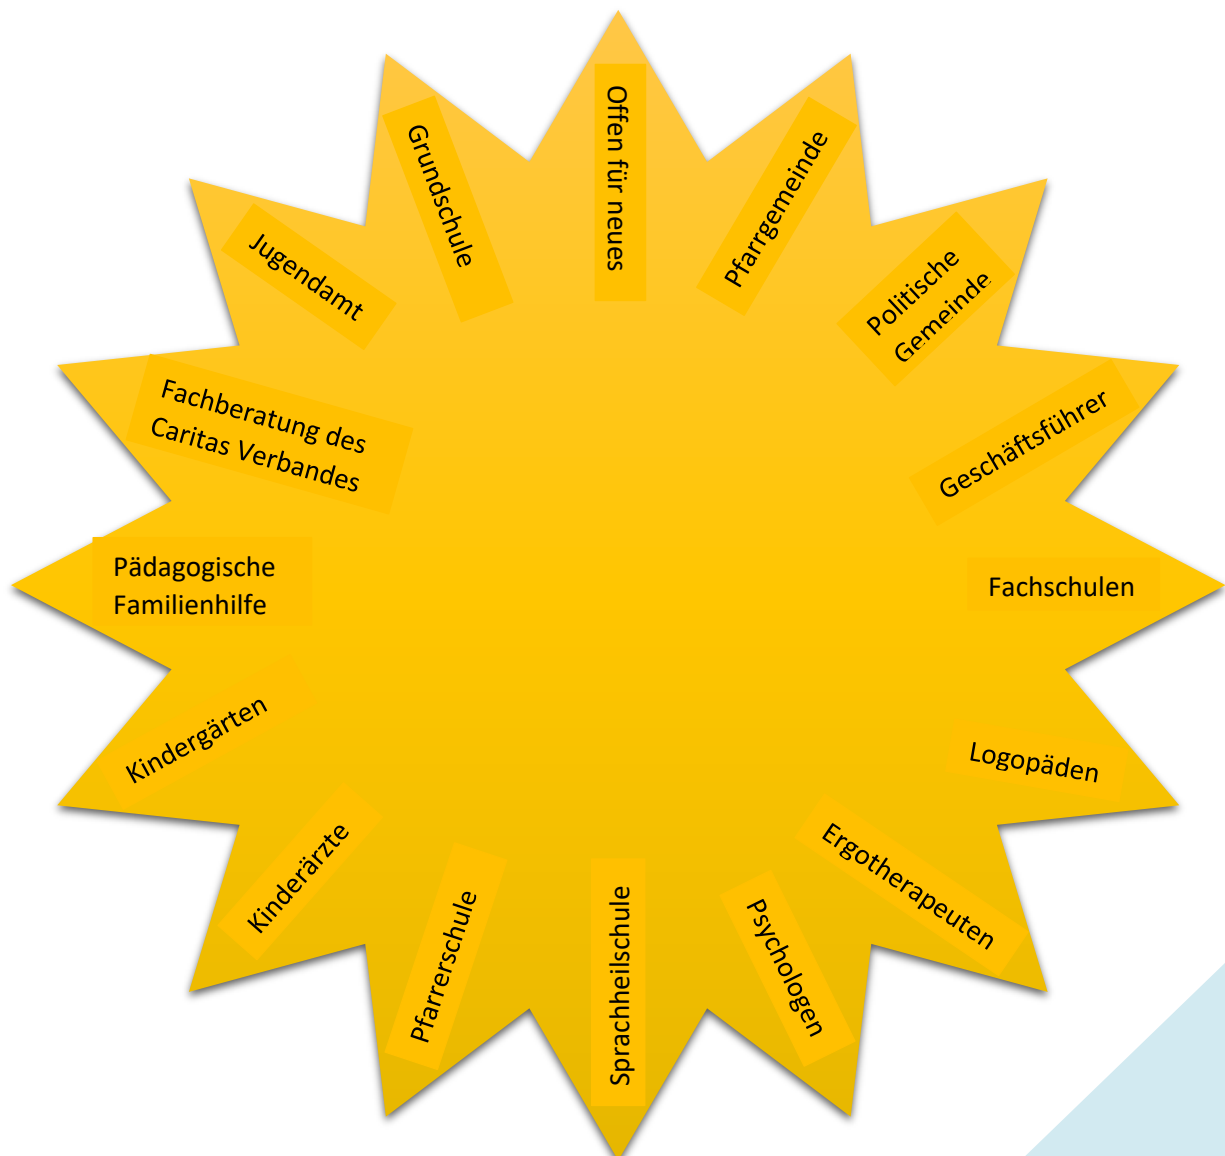 Offen für neues
Pfarrgemeinde
Politische
Gemeinde
Geschäftsführer
Fachschulen
Logopäden
Ergotherapeuten
Psychologen
Sprachheilschule
Pfarrerschule
Kinderärzte
Kindergärten
Pädagogische
Familienhilfe
Fachberatung des
Caritas Verbandes
Jugendamt
Grundschule